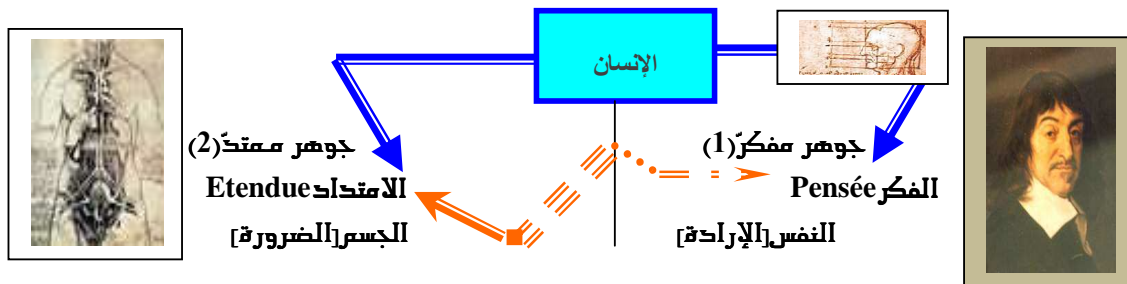 الإنسان
جوهر مفكّر(1)
الفكرPensée
النفس[الإرادة]
جوهر ممتدّ(2)
الامتدادEtendue
الجسم[الضرورة]